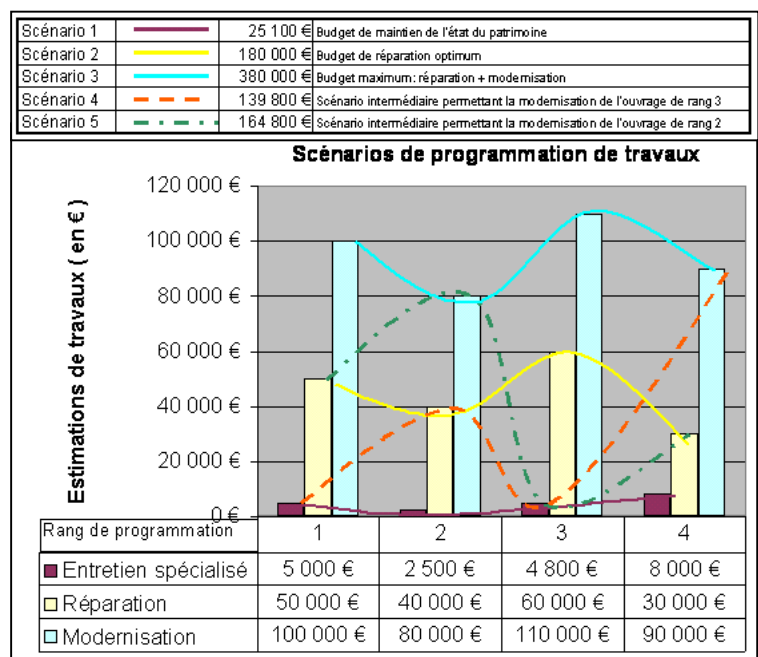 Scénario 1 25 100 € Budget de maintien de l'état du patrimoine
Scénario 2 180 000 € Budget de réparation optimum
Scénario 3 380 000 € Budget maximum: réparation + modernisation
Scénario 4 139 800 € Scénario intermédiaire permettant la modernisation de l'ouvrage de rang 3
Scénario 5 164 800 € Scénario intermédiaire permettant la modernisation de l'ouvrage de rang 2
Scénarios de programmation de travaux
Estimations de travaux ( en € )
120 000 €
100 000 €
80 000 €
60 000 €
40 000 €
20 000 €
0 €
Rang de programmation 1 2 3 4
Entretien spécialisé 5 000 € 2 500 € 4 800 € 8 000 €
Réparation 50 000 € 40 000 € 60 000 € 30 000 €
Modernisation 100 000 € 80 000 € 110 000 € 90 000 €